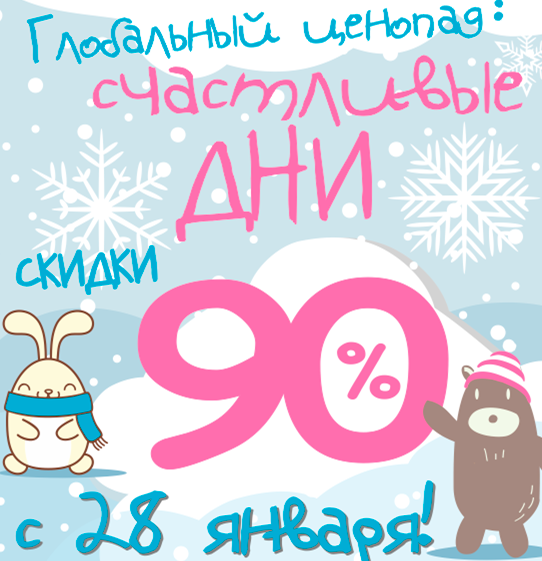 Глобальный ценопад:
счастливые
ДНИ
СКИДКИ
90%
с 28 января!